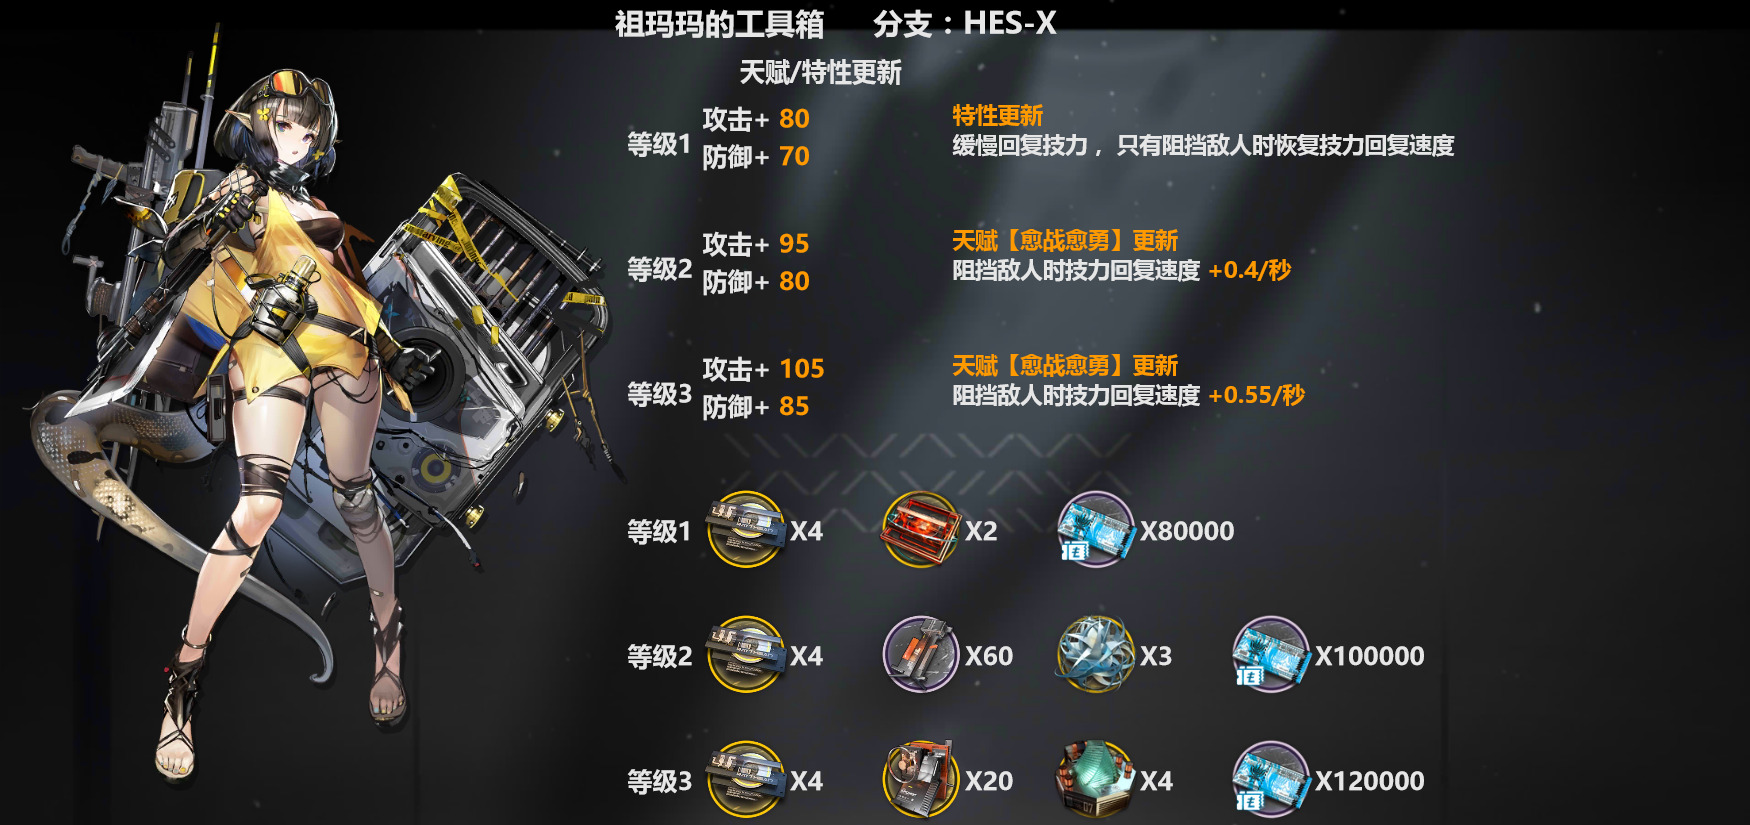 祖玛玛的工具箱 分支：HES-X
天赋/特性更新
等级1
攻击+ 80
防御+ 70
特性更新
缓慢回复技力，只有阻挡敌人时恢复技力回复速度
等级2
攻击+ 95
防御+ 80
天赋【愈战愈勇】更新
阻挡敌人时技力回复速度 +0.4/秒
等级3
攻击+ 105
防御+ 85
天赋【愈战愈勇】更新
阻挡敌人时技力回复速度 +0.55/秒
等级1 X4 X2 X80000
等级2 X4 X60 X3 X100000
等级3 X4 X20 X4 X120000